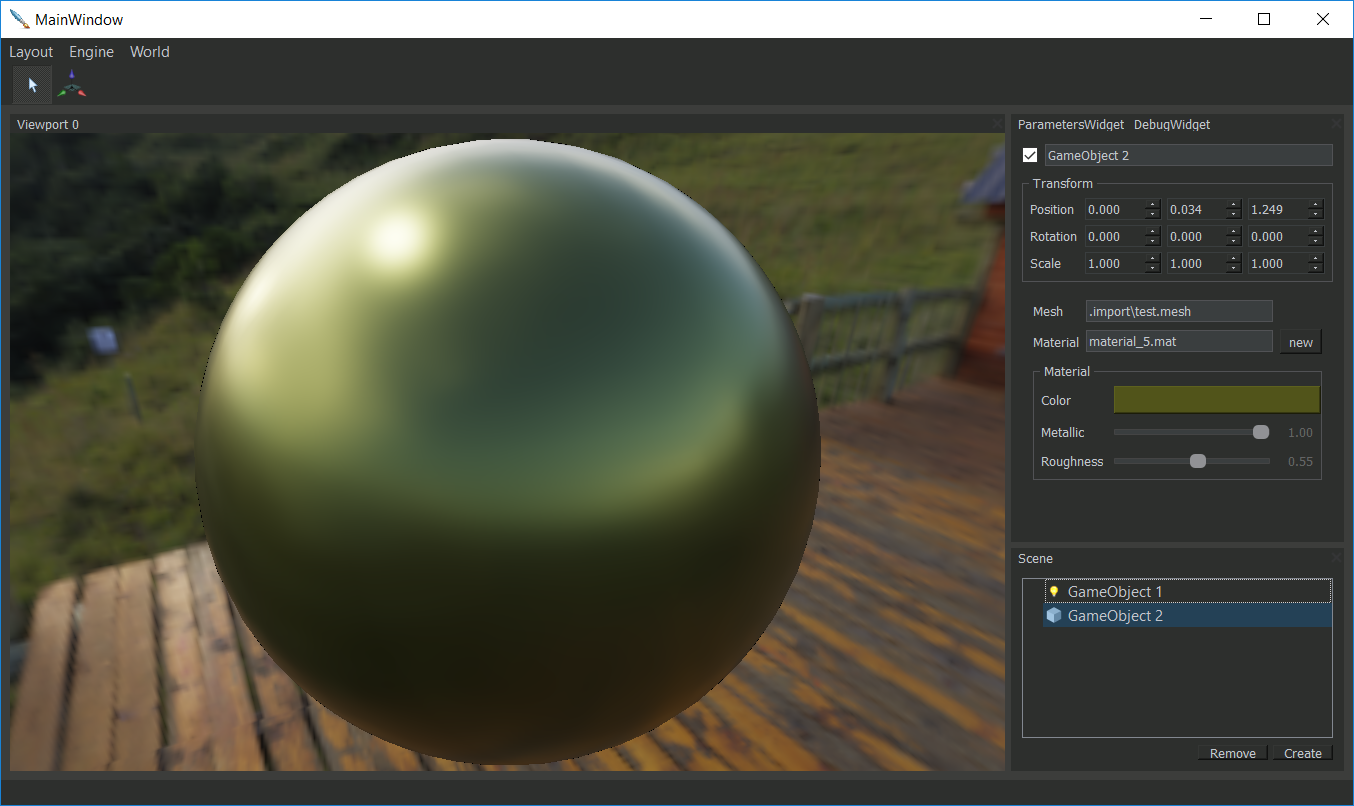 MainWindow
Layout Engine World
Viewport 0
ParametersWidget DebugWidget
GameObject 2
Transform
Position 0.000 0.034 1.249
Rotation 0.000 0.000 0.000
Scale 1.000 1.000 1.000
Mesh .import\test.mesh
Material material_5.mat new
Material
Color
Metallic 1.00
Roughness 0.55
Scene
GameObject 1
GameObject 2
Remove Create